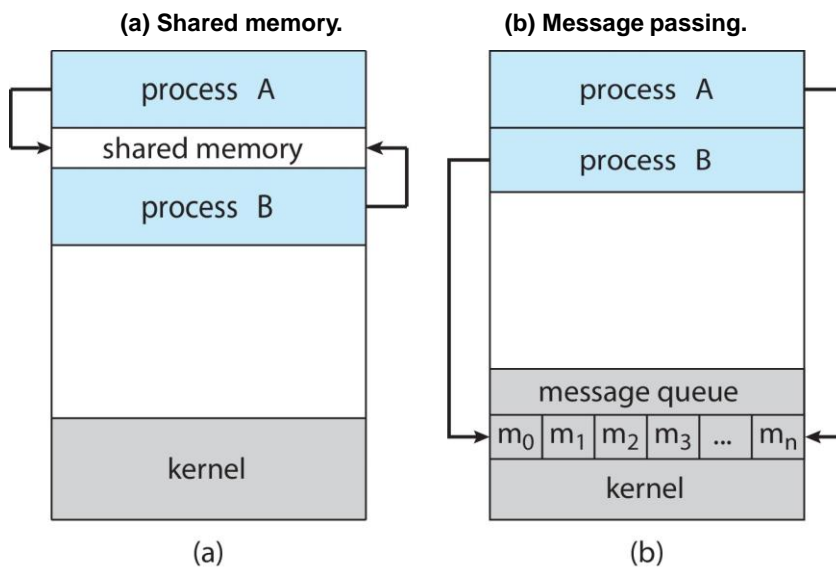 (a) Shared memory.
process A
shared memory
process B
kernel
(a)
(b) Message passing.
process A
process B
message queue
m₀ m₁ m₂ m₃ ... mₙ
kernel
(b)